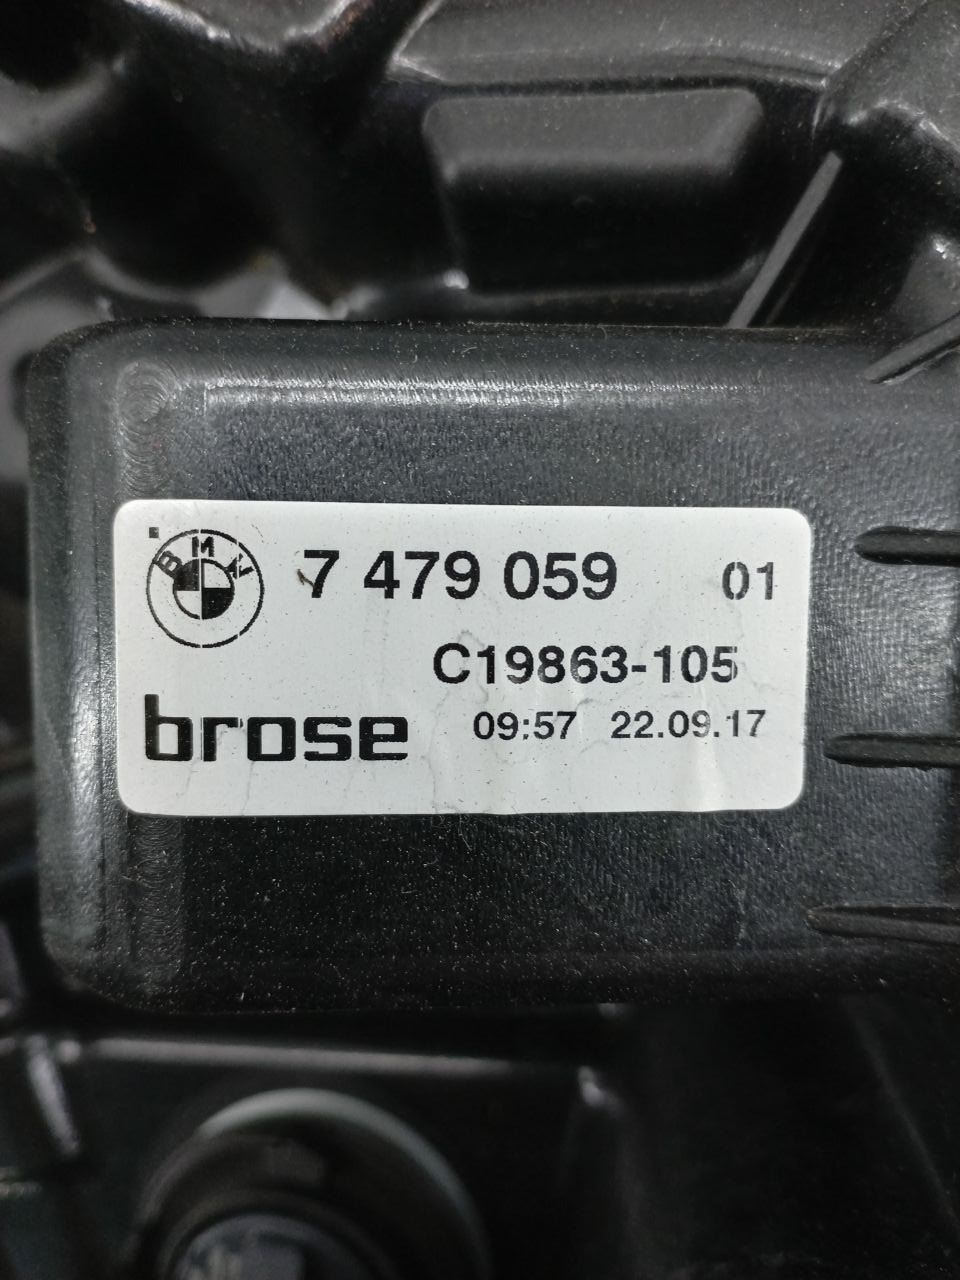 BMW 7 479 059 01
C19863-105
brose 09:57 22.09.17